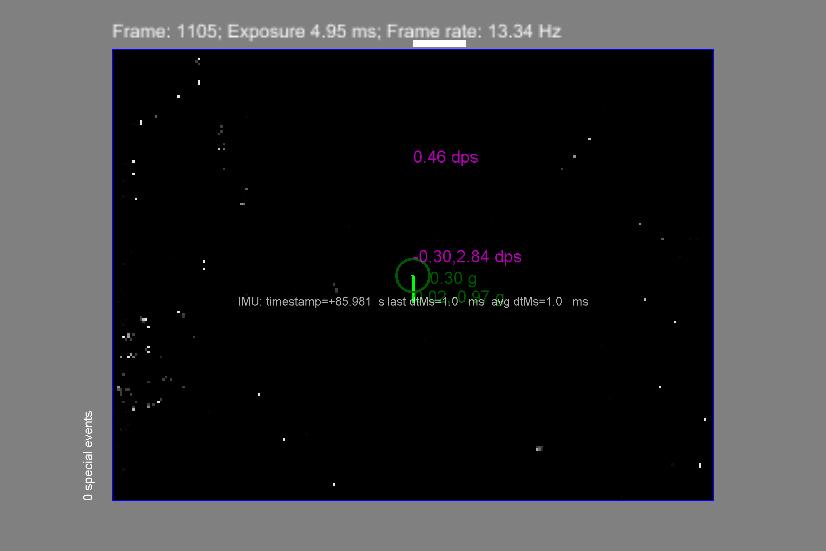 Frame: 1105; Exposure 4.95 ms; Frame rate: 13.34 Hz
0.46 dps
-0.30,2.84 dps
0.30 g
IMU: timestamp=+85.981 s last dtMs=1.0 ms avg dtMs=1.0 ms
0 special events